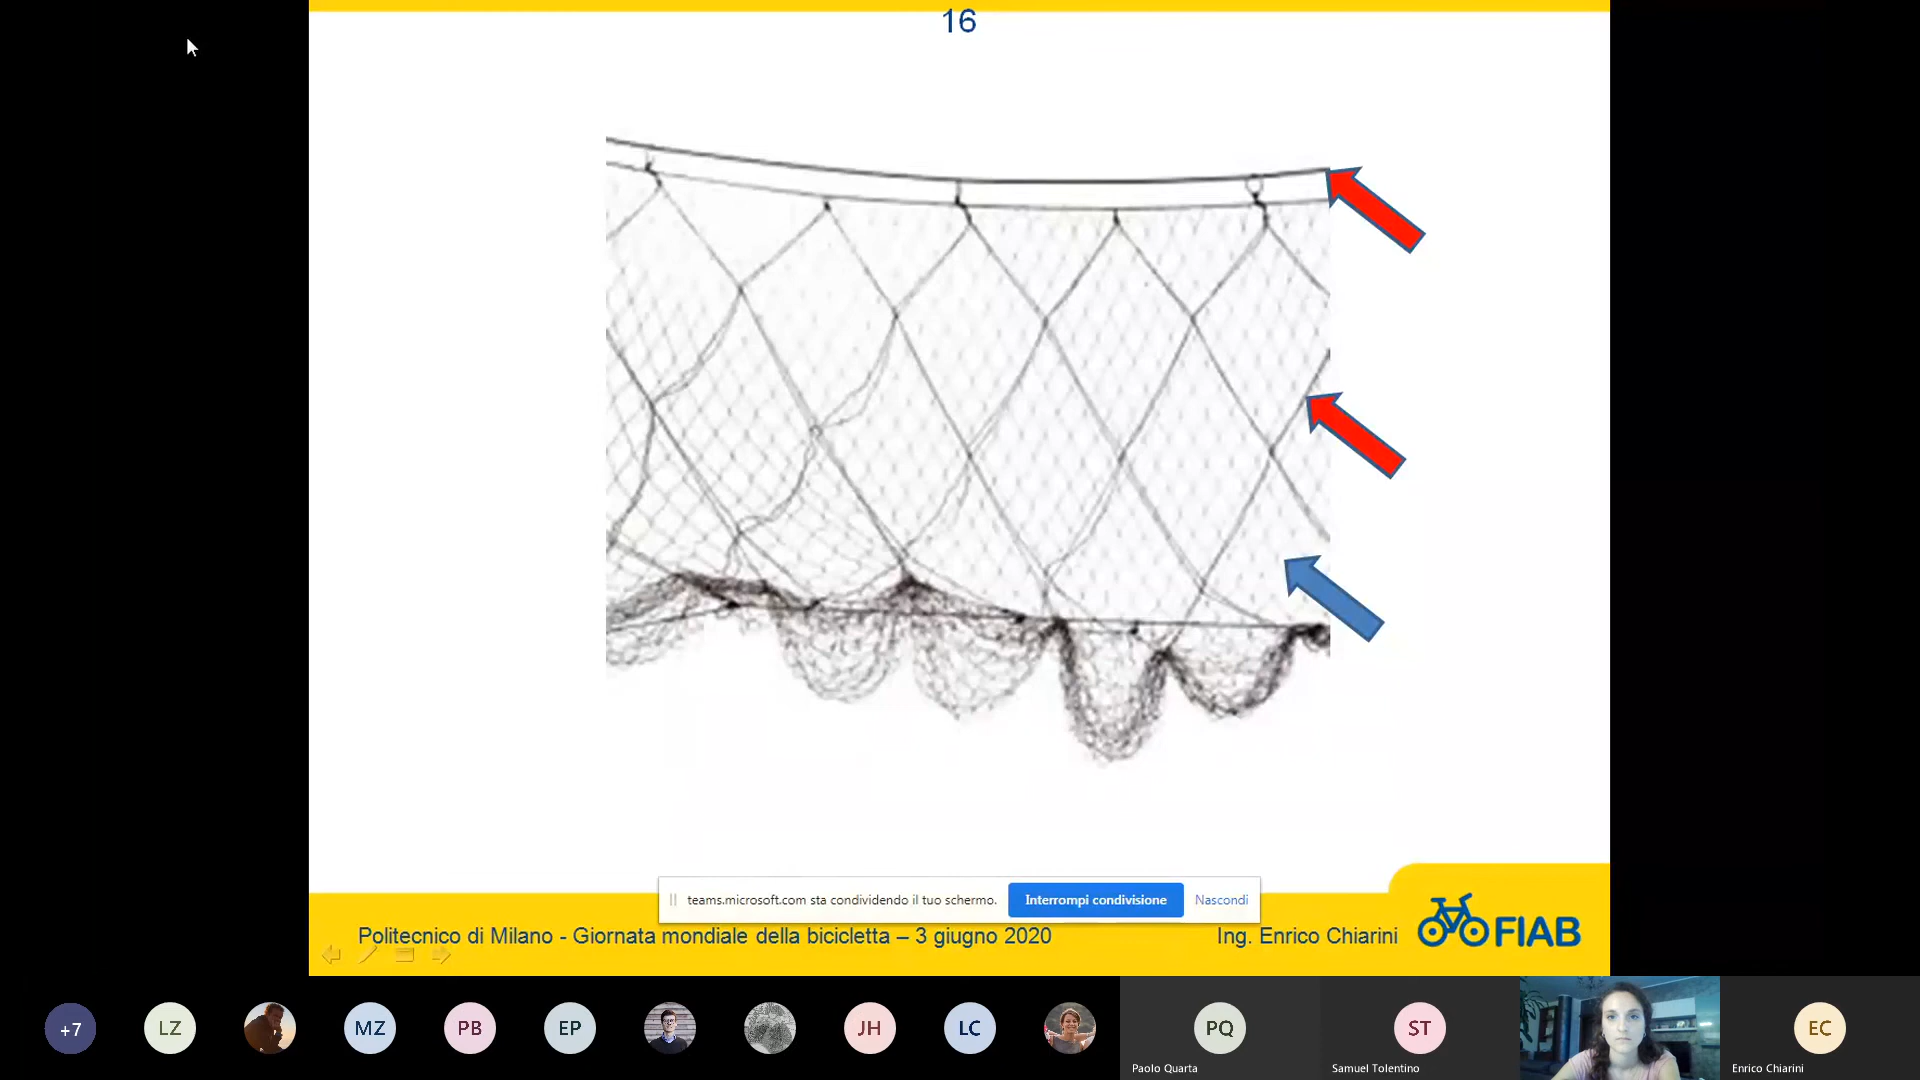 16
teams.microsoft.com sta condividendo il tuo schermo.
Interrompi condivisione
Nascondi
Politecnico di Milano - Giornata mondiale della bicicletta – 3 giugno 2020
Ing. Enrico Chiarini
FIAB
+7
LZ
MZ
PB
EP
JH
LC
PQ
ST
EC
Paolo Quarta
Samuel Tolentino
Enrico Chiarini